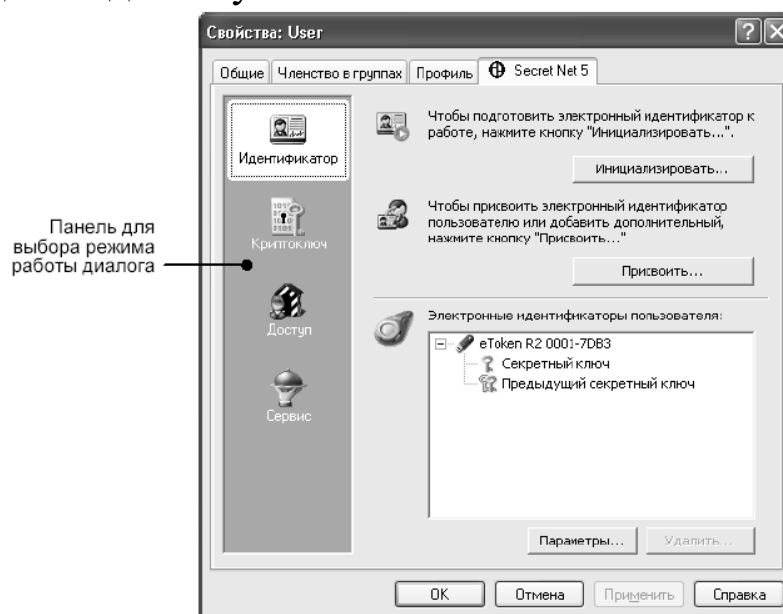 Свойства: User
Общие Членство в группах Профиль Secret Net 5
Идентификатор
Криптоключ
Доступ
Сервис
Панель для
выбора режима
работы диалога
Чтобы подготовить электронный идентификатор к
работе, нажмите кнопку "Инициализировать...".
Инициализировать...
Чтобы присвоить электронный идентификатор
пользователю или добавить дополнительный,
нажмите кнопку "Присвоить..."
Присвоить...
Электронные идентификаторы пользователя:
eToken R2 0001-7DB3
Секретный ключ
Предыдущий секретный ключ
Параметры... Удалить...
OK Отмена Применить Справка